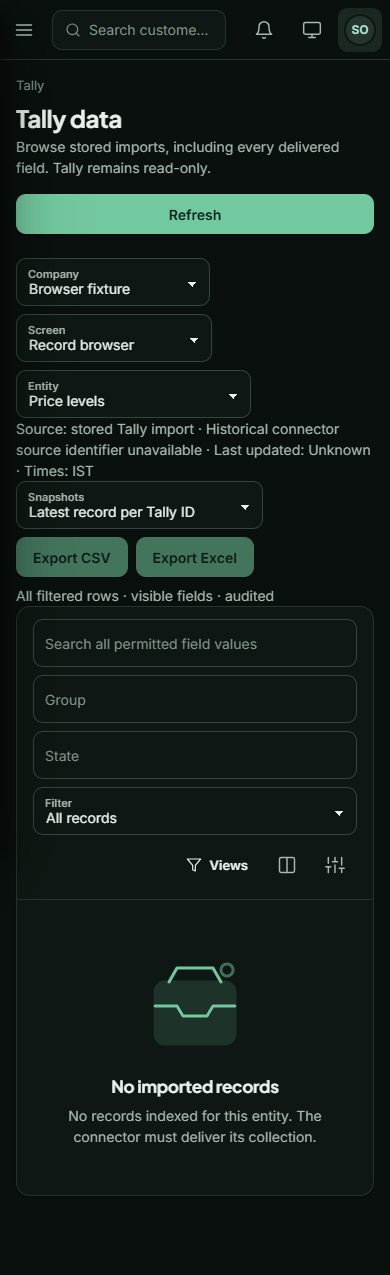 Search custome...
SO
Tally
Tally data
Browse stored imports, including every delivered
field. Tally remains read-only.
Refresh
Company
Browser fixture
Screen
Record browser
Entity
Price levels
Source: stored Tally import · Historical connector
source identifier unavailable · Last updated: Unknown
· Times: IST
Snapshots
Latest record per Tally ID
Export CSV
Export Excel
All filtered rows · visible fields · audited
Search all permitted field values
Group
State
Filter
All records
Views
No imported records
No records indexed for this entity. The
connector must deliver its collection.